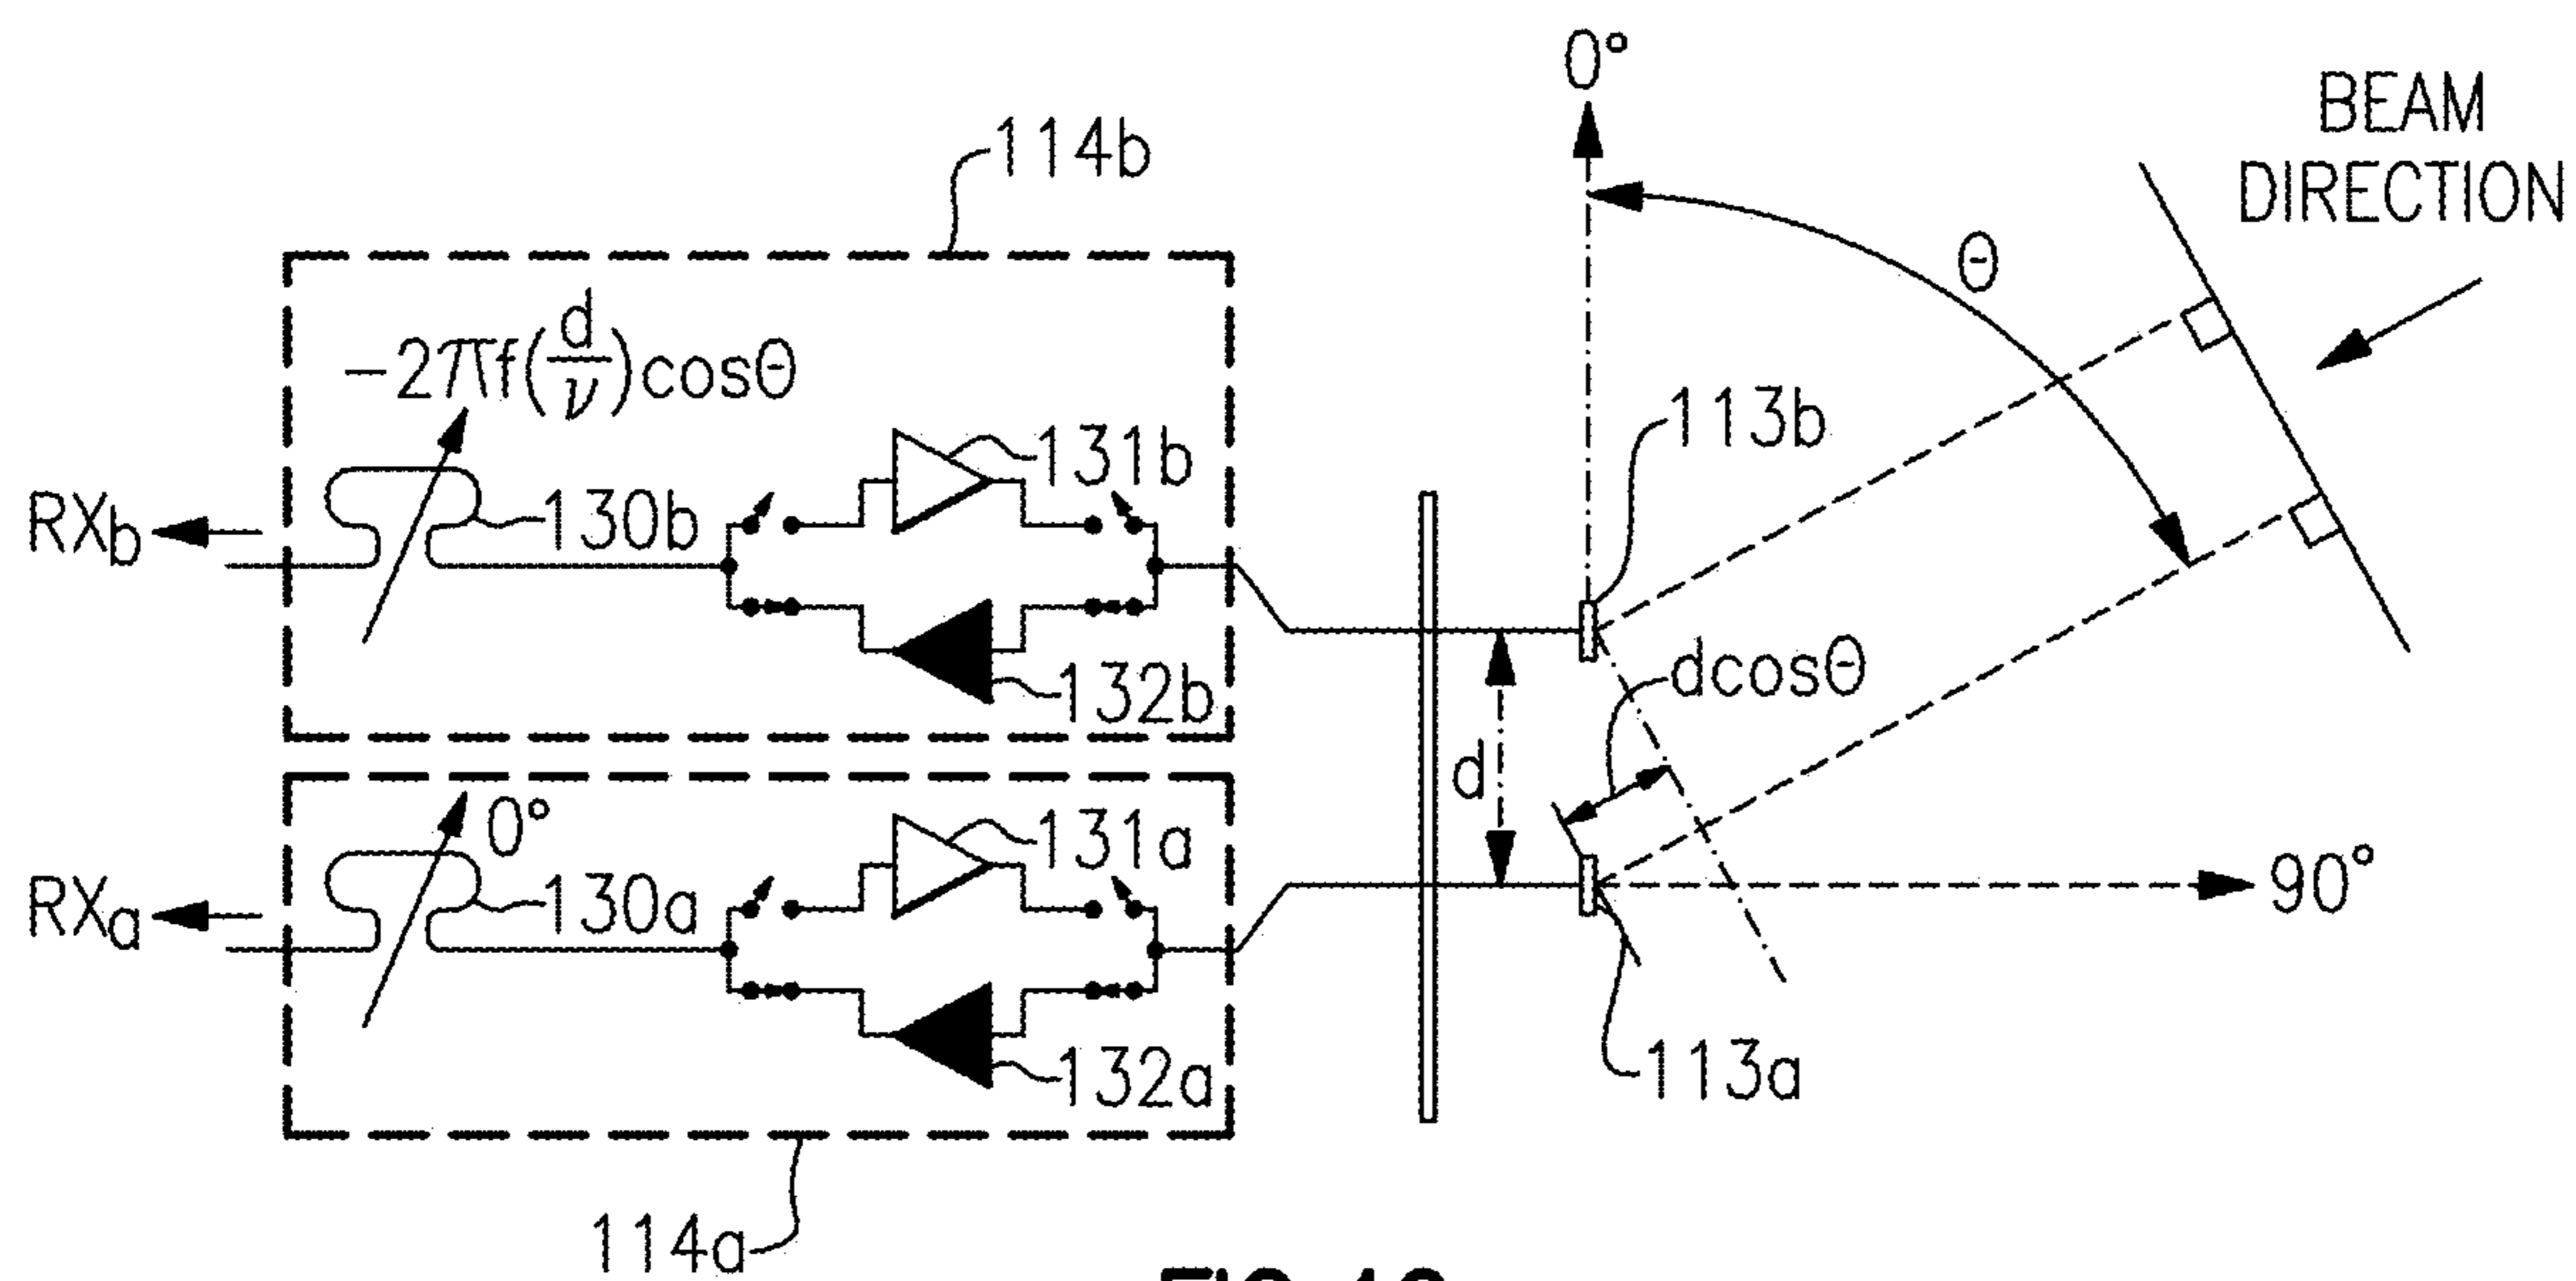 0°
BEAM
DIRECTION
114b
θ
−2πf(d/ν)cosθ
113b
131b
RXb
130b
dcosθ
132b
d
0°
131a
RXa
130a
90°
132a
113a
114a